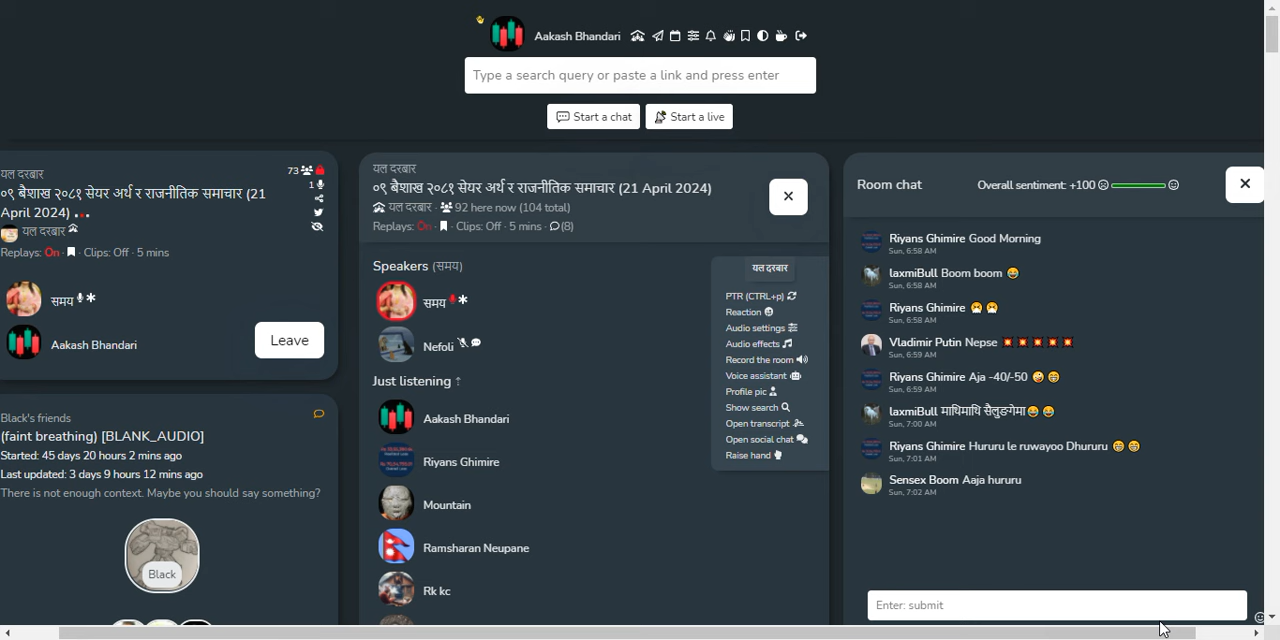 Aakash Bhandari
Type a search query or paste a link and press enter
Start a chat
Start a live
यल दरबार
73
०९ बैशाख २०८१ सेयर अर्थ र राजनीतिक समाचार (21
April 2024) ...
1
यल दरबार
Replays: On · Clips: Off · 5 mins
समय
Aakash Bhandari
Leave
Black's friends
(faint breathing) [BLANK_AUDIO]
Started: 45 days 20 hours 2 mins ago
Last updated: 3 days 9 hours 12 mins ago
There is not enough context. Maybe you should say something?
Black
यल दरबार
०९ बैशाख २०८१ सेयर अर्थ र राजनीतिक समाचार (21 April 2024)
यल दरबार · 92 here now (104 total)
Replays: On · Clips: Off · 5 mins · (8)
Speakers (समय)
समय
Nefoli
Just listening ↑
Aakash Bhandari
Riyans Ghimire
Mountain
Ramsharan Neupane
Rk kc
यल दरबार
PTR (CTRL+p)
Reaction
Audio settings
Audio effects
Record the room
Voice assistant
Profile pic
Show search
Open transcript
Open social chat
Raise hand
Room chat
Overall sentiment: +100
Riyans Ghimire Good Morning
Sun, 6:58 AM
laxmiBull Boom boom 😂
Sun, 6:58 AM
Riyans Ghimire
Sun, 6:58 AM
Vladimir Putin Nepse 💥💥💥💥💥
Sun, 6:59 AM
Riyans Ghimire Aja -40/-50 🤪😁
Sun, 6:59 AM
laxmiBull माथिमाथि सैलुङगेमा😂😂
Sun, 7:00 AM
Riyans Ghimire Hururu le ruwayoo Dhururu 😁😁
Sun, 7:01 AM
Sensex Boom Aaja hururu
Sun, 7:02 AM
Enter: submit